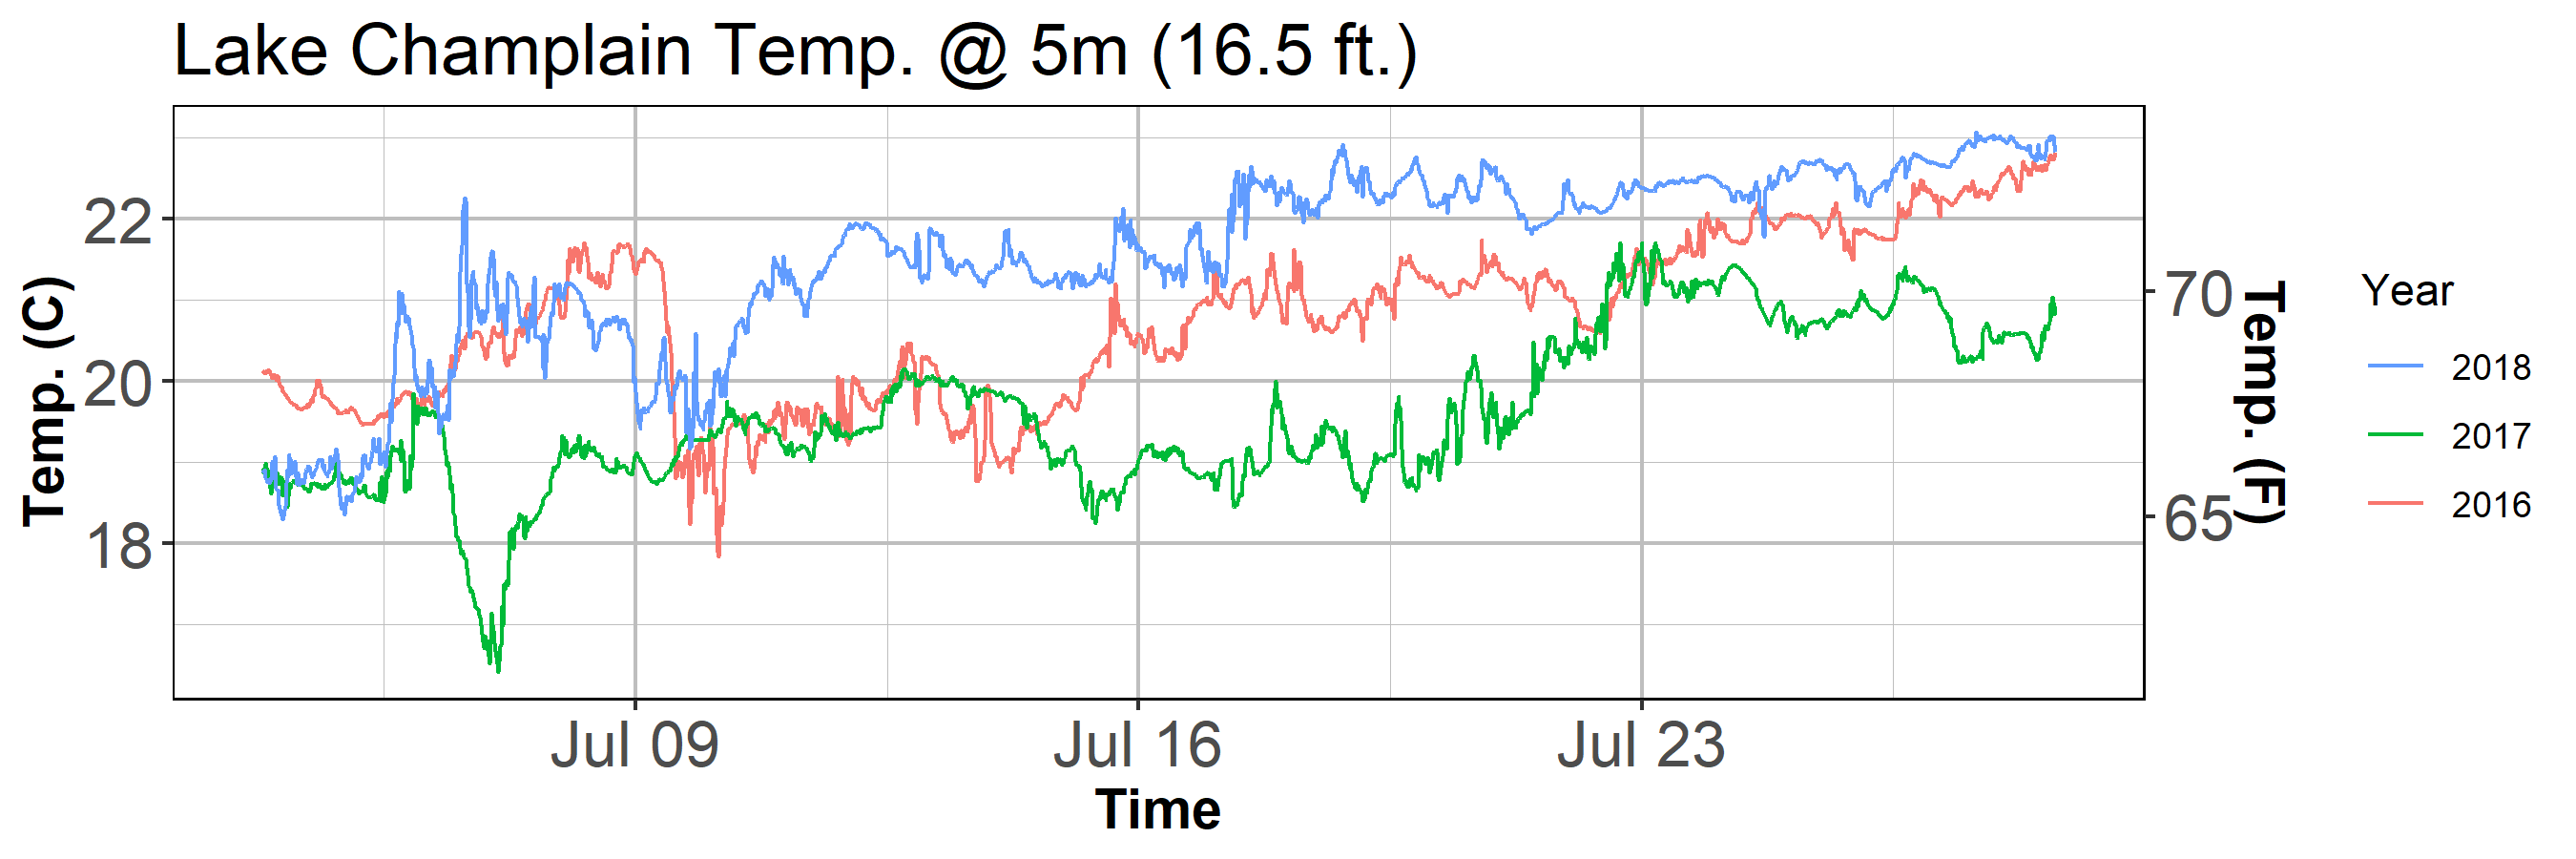 Lake Champlain Temp. @ 5m (16.5 ft.)
Temp. (C)
22
20
18
70
65
Temp. (F)
Year
2018
2017
2016
Jul 09
Jul 16
Jul 23
Time